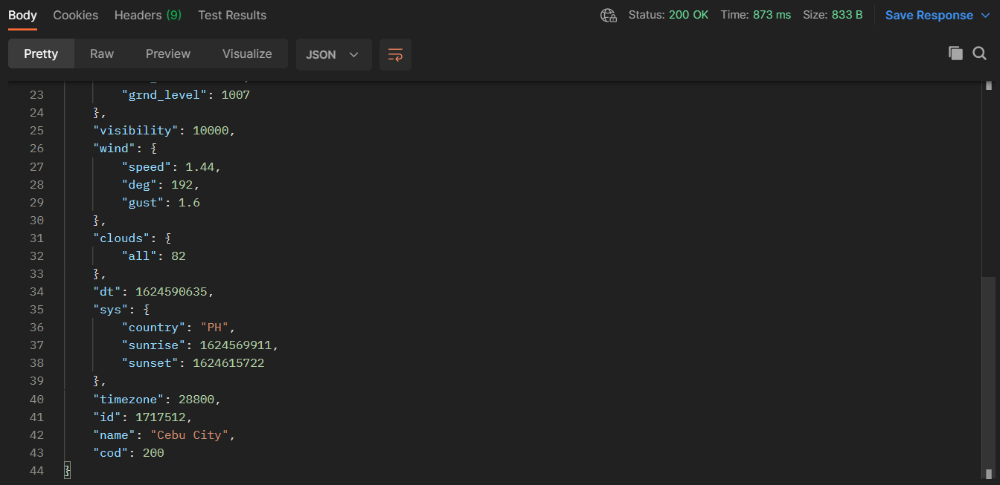 Body Cookies Headers (9) Test Results Status: 200 OK Time: 873 ms Size: 833 B Save Response
Pretty Raw Preview Visualize JSON
23 "grnd_level": 1007
24 },
25 "visibility": 10000,
26 "wind": {
27 "speed": 1.44,
28 "deg": 192,
29 "gust": 1.6
30 },
31 "clouds": {
32 "all": 82
33 },
34 "dt": 1624590635,
35 "sys": {
36 "country": "PH",
37 "sunrise": 1624569911,
38 "sunset": 1624615722
39 },
40 "timezone": 28800,
41 "id": 1717512,
42 "name": "Cebu City",
43 "cod": 200
44 }